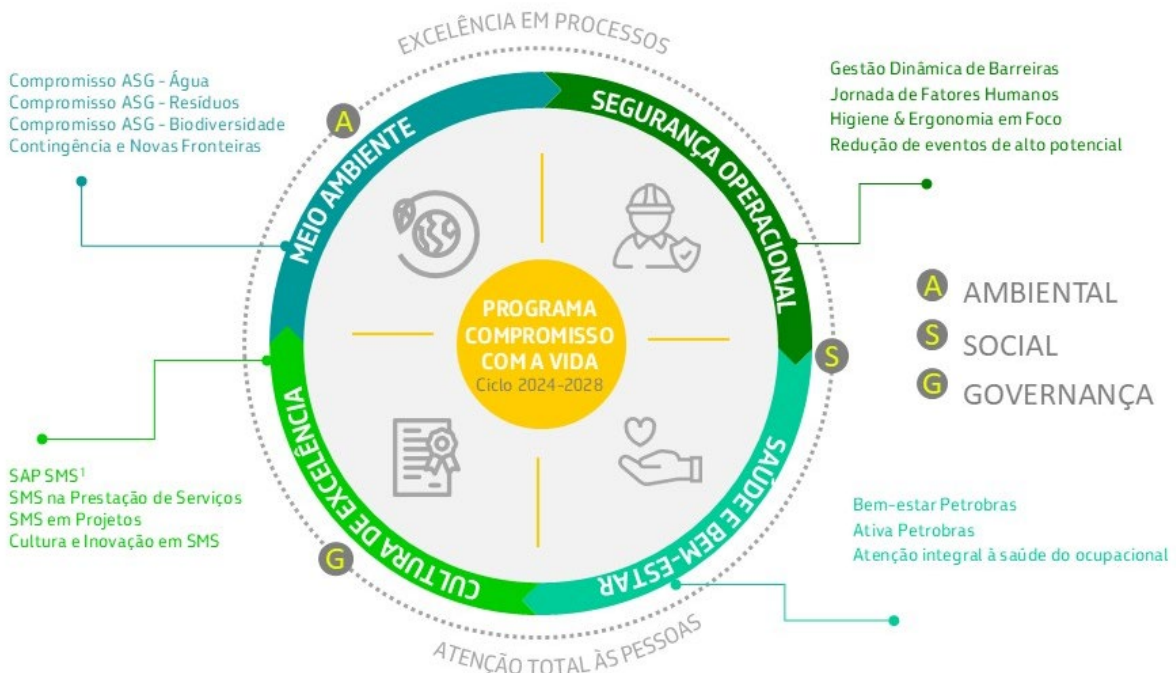 EXCELÊNCIA EM PROCESSOS
Compromisso ASG - Água
Compromisso ASG - Resíduos
Compromisso ASG - Biodiversidade
Contingência e Novas Fronteiras
Gestão Dinâmica de Barreiras
Jornada de Fatores Humanos
Higiene & Ergonomia em Foco
Redução de eventos de alto potencial
A
MEIO AMBIENTE
SEGURANÇA OPERACIONAL
PROGRAMA
COMPROMISSO
COM A VIDA
Ciclo 2024-2028
S
A AMBIENTAL
S SOCIAL
G GOVERNANÇA
CULTURA DE EXCELÊNCIA
SAÚDE E BEM-ESTAR
G
SAP SMS¹
SMS na Prestação de Serviços
SMS em Projetos
Cultura e Inovação em SMS
Bem-estar Petrobras
Ativa Petrobras
Atenção integral à saúde do ocupacional
ATENÇÃO TOTAL ÀS PESSOAS